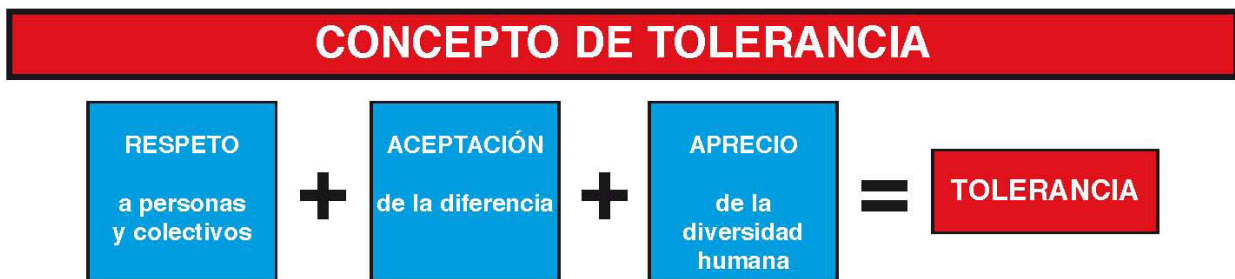 CONCEPTO DE TOLERANCIA
RESPETO
a personas
y colectivos
+
ACEPTACIÓN
de la diferencia
+
APRECIO
de la
diversidad
humana
=
TOLERANCIA